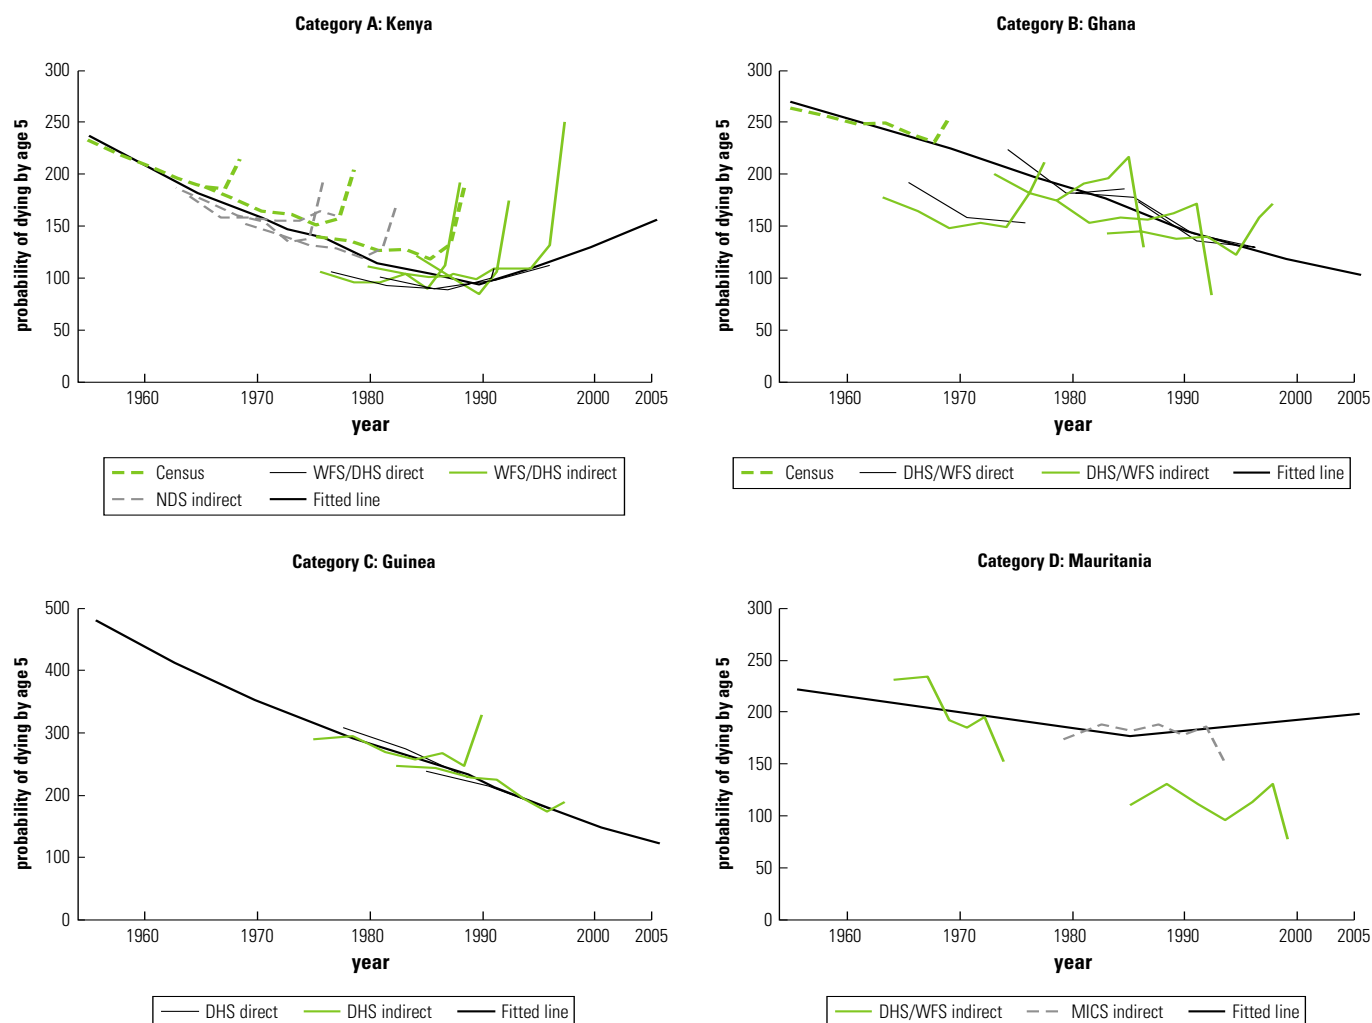 Category A: Kenya
probability of dying by age 5
300
250
200
150
100
50
0
1960 1970 1980 1990 2000 2005
year
Census WFS/DHS direct WFS/DHS indirect
NDS indirect Fitted line
Category B: Ghana
probability of dying by age 5
300
250
200
150
100
50
0
1960 1970 1980 1990 2000 2005
year
Census DHS/WFS direct DHS/WFS indirect Fitted line
Category C: Guinea
probability of dying by age 5
500
400
300
200
100
0
1960 1970 1980 1990 2000 2005
year
DHS direct DHS indirect Fitted line
Category D: Mauritania
probability of dying by age 5
300
250
200
150
100
50
0
1960 1970 1980 1990 2000 2005
year
DHS/WFS indirect MICS indirect Fitted line